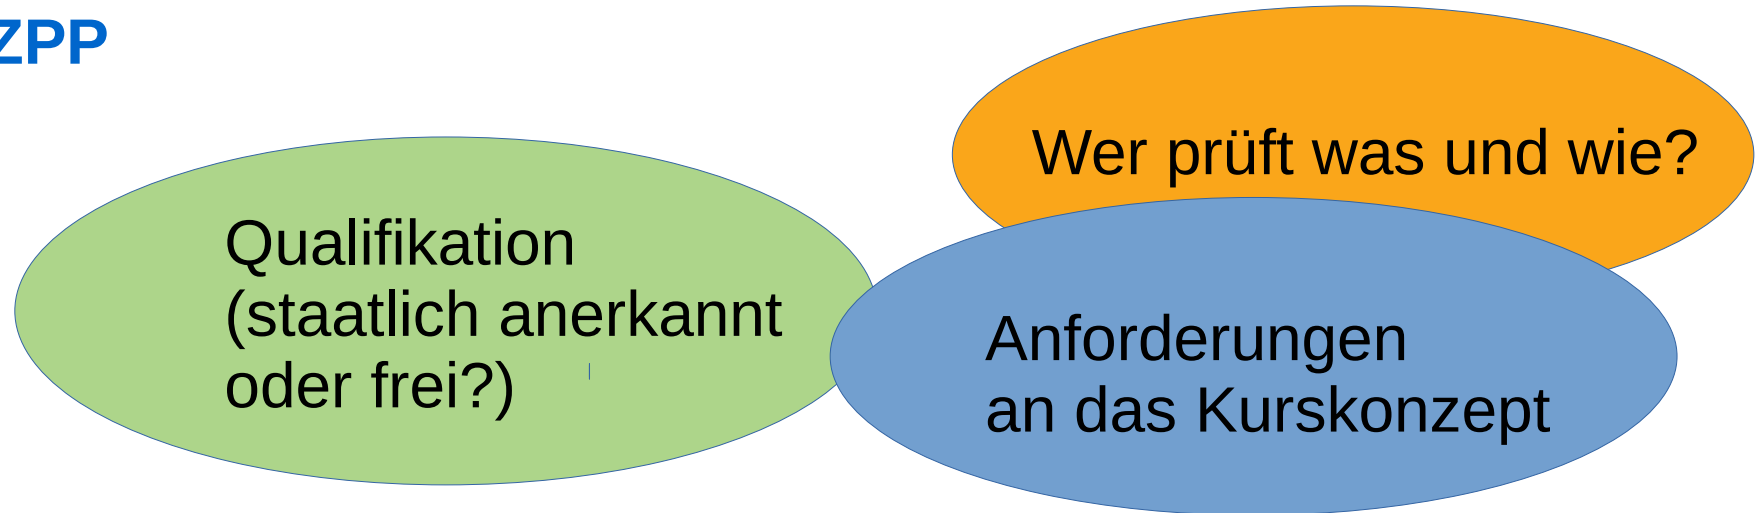 ZPP
Wer prüft was und wie?
Qualifikation
(staatlich anerkannt
oder frei?)
Anforderungen
an das Kurskonzept